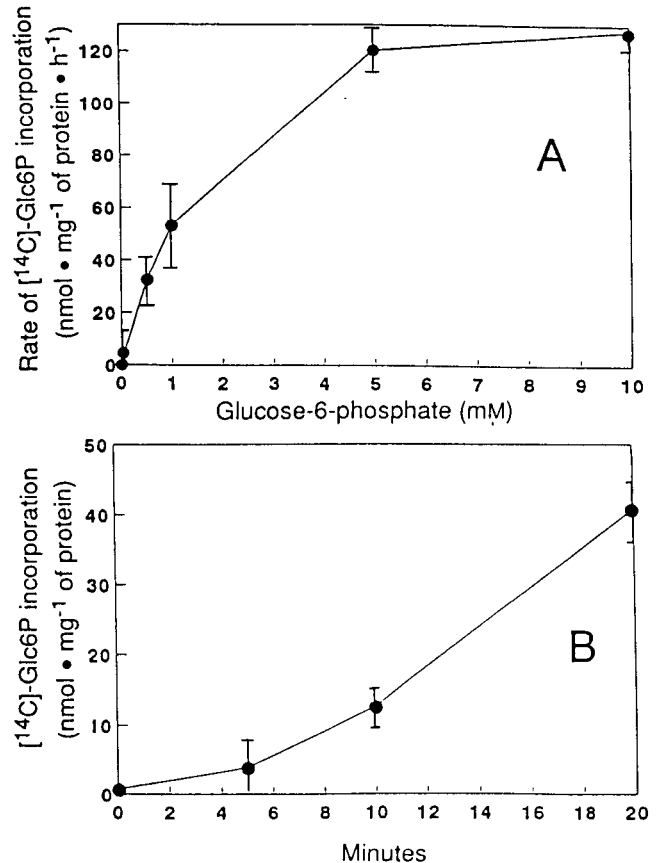 Rate of [14C]-Glc6P incorporation
(nmol • mg-1 of protein • h-1)
120
100
80
60
40
20
0
A
0 1 2 3 4 5 6 7 8 9 10
Glucose-6-phosphate (mM)
[14C]-Glc6P incorporation
(nmol • mg-1 of protein)
50
40
30
20
10
0
B
0 2 4 6 8 10 12 14 16 18 20
Minutes